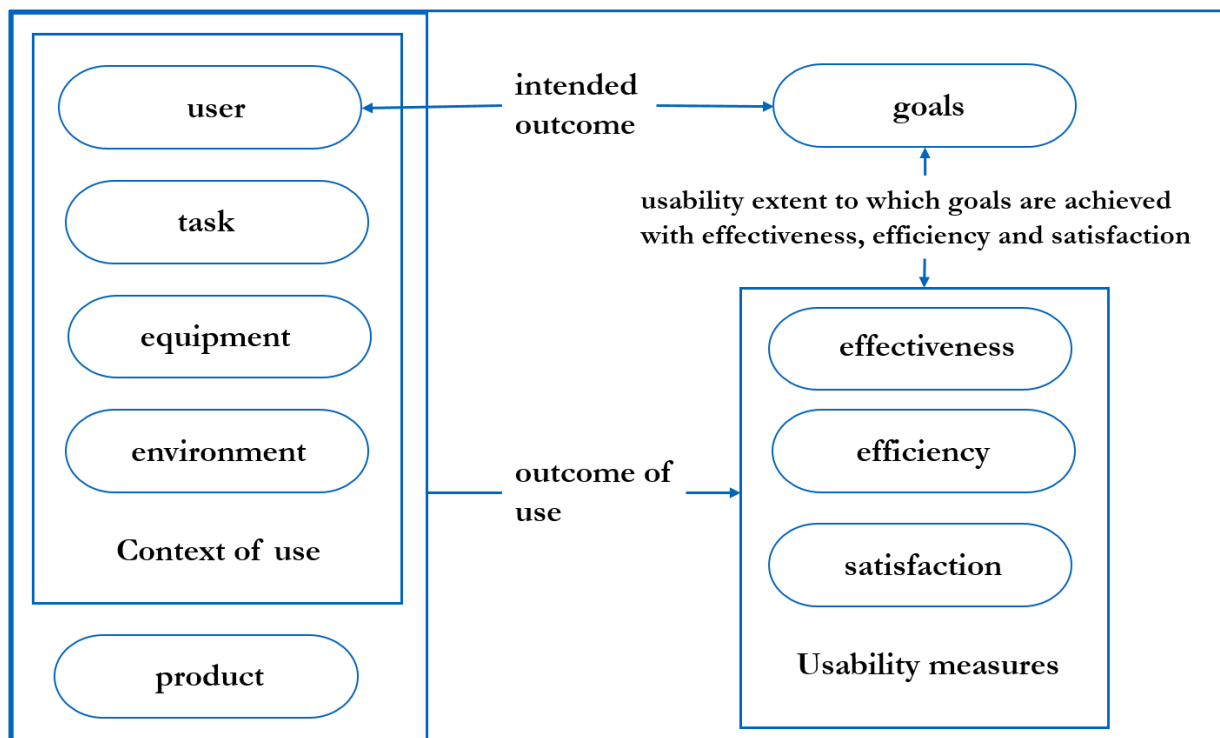 user
task
equipment
environment
Context of use
product
intended
outcome
outcome of
use
goals
usability extent to which goals are achieved
with effectiveness, efficiency and satisfaction
effectiveness
efficiency
satisfaction
Usability measures